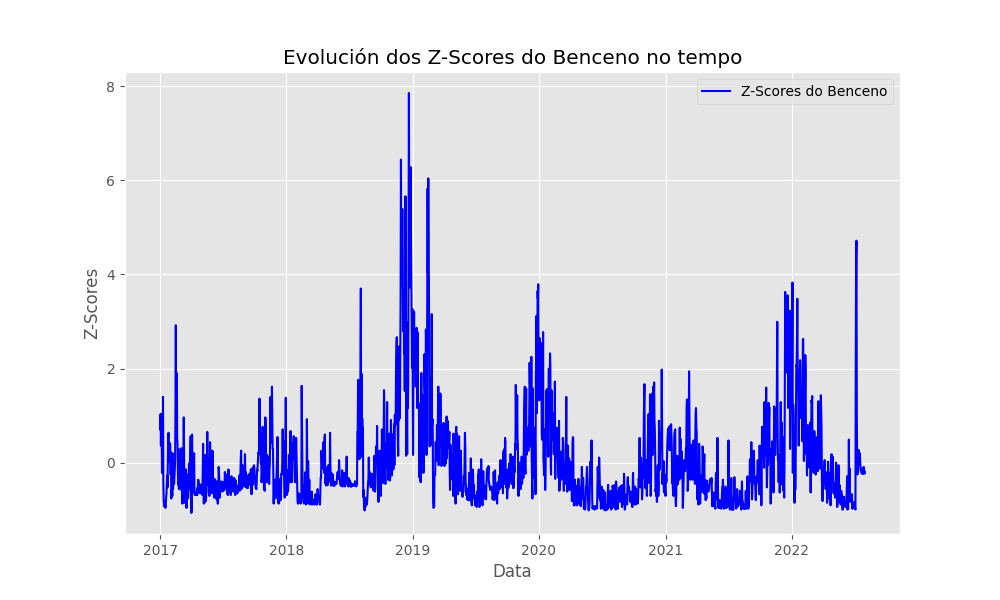 Evolución dos Z-Scores do Benceno no tempo
Z-Scores do Benceno
8
6
4
2
0
Z-Scores
2017 2018 2019 2020 2021 2022
Data